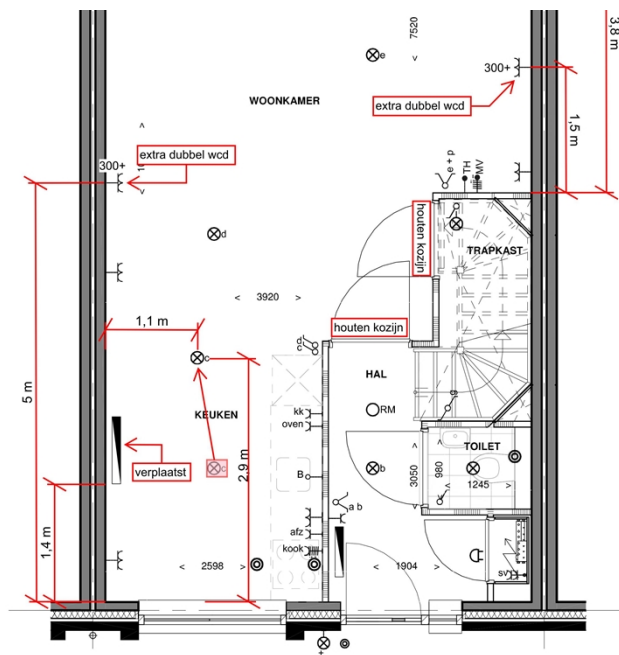 3,8 m
7520
e
300+
WOONKAMER
extra dubbel wcd
1,5 m
extra dubbel wcd
300+
e + p
TH
MV
houten kozijn
TRAPKAST
d
3920
1,1 m
houten kozijn
c
HAL
5 m
KEUKEN
kk
oven
RM
TOILET
verplaatst
c
2,9 m
B
b
3050
980
1245
1,4 m
a b
afz
kook
2598
1904
sv
+